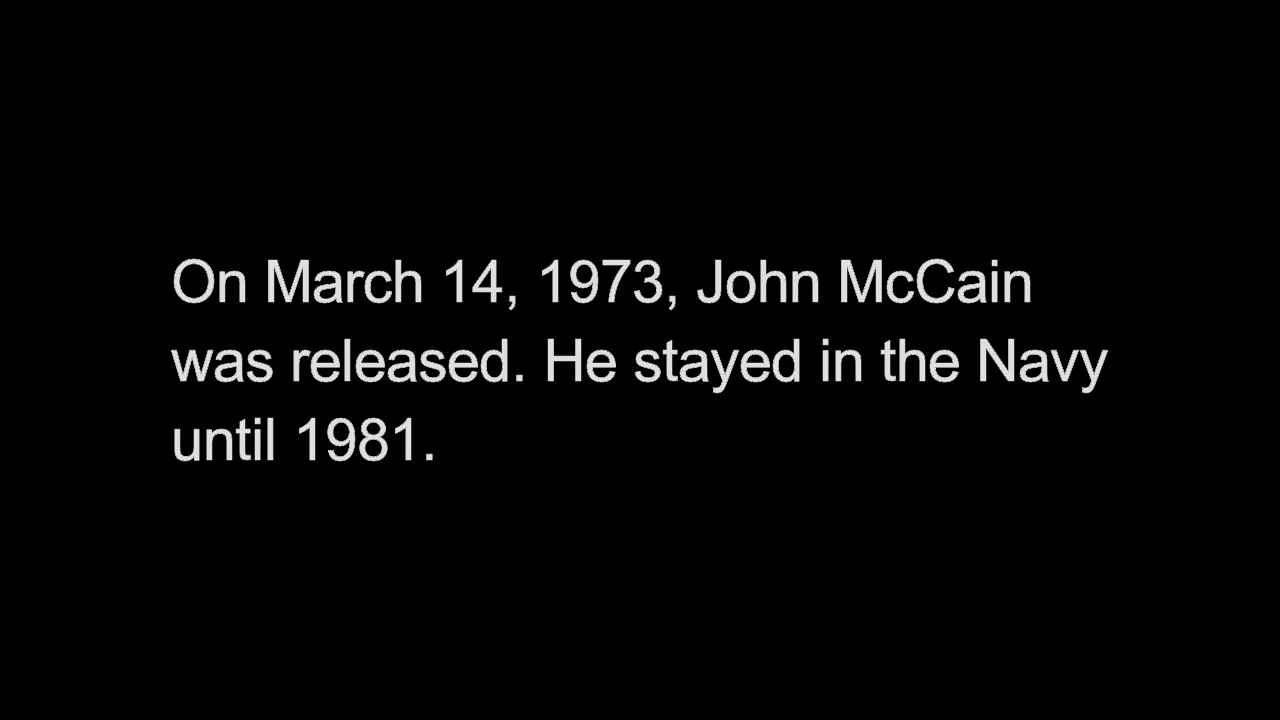 On March 14, 1973, John McCain
was released. He stayed in the Navy
until 1981.